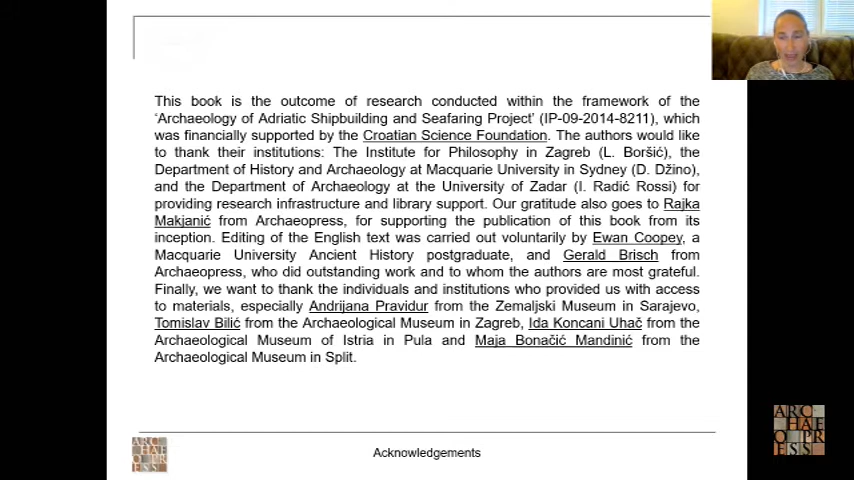 This book is the outcome of research conducted within the framework of the
‘Archaeology of Adriatic Shipbuilding and Seafaring Project’ (IP-09-2014-8211), which
was financially supported by the Croatian Science Foundation. The authors would like
to thank their institutions: The Institute for Philosophy in Zagreb (L. Boršić), the
Department of History and Archaeology at Macquarie University in Sydney (D. Džino),
and the Department of Archaeology at the University of Zadar (I. Radić Rossi) for
providing research infrastructure and library support. Our gratitude also goes to Rajka
Makjanić from Archaeopress, for supporting the publication of this book from its
inception. Editing of the English text was carried out voluntarily by Ewan Coopey, a
Macquarie University Ancient History postgraduate, and Gerald Brisch from
Archaeopress, who did outstanding work and to whom the authors are most grateful.
Finally, we want to thank the individuals and institutions who provided us with access
to materials, especially Andrijana Pravidur from the Zemaljski Museum in Sarajevo,
Tomislav Bilić from the Archaeological Museum in Zagreb, Ida Koncani Uhač from the
Archaeological Museum of Istria in Pula and Maja Bonačić Mandinić from the
Archaeological Museum in Split.
ARC
HAE
OPR
ESS
Acknowledgements
ARC
HAE
OPR
ESS